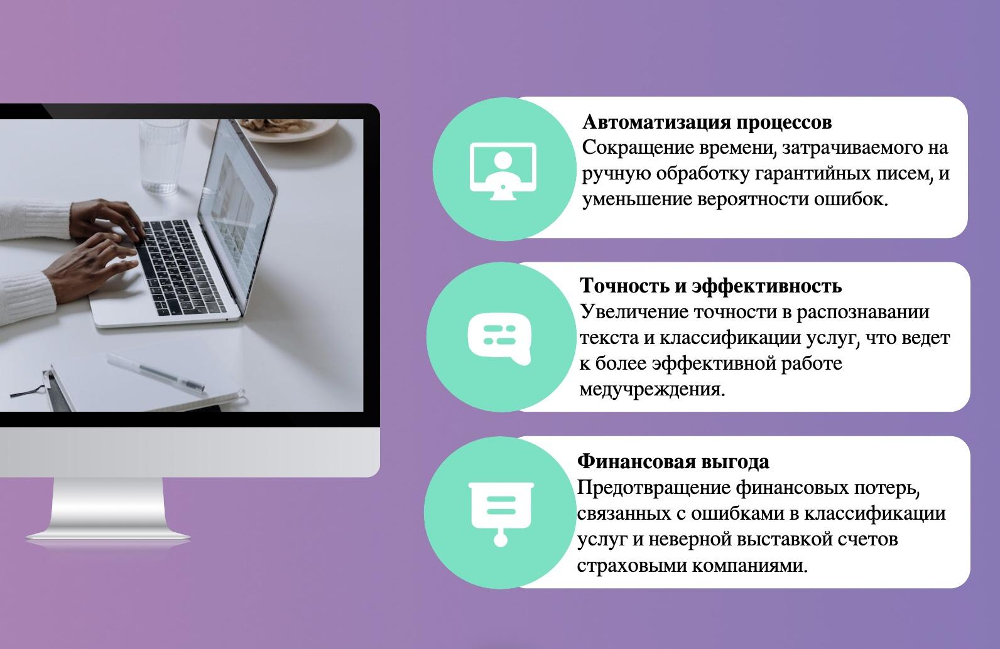 Автоматизация процессов
Сокращение времени, затрачиваемого на
ручную обработку гарантийных писем, и
уменьшение вероятности ошибок.
Точность и эффективность
Увеличение точности в распознавании
текста и классификации услуг, что ведет
к более эффективной работе
медучреждения.
Финансовая выгода
Предотвращение финансовых потерь,
связанных с ошибками в классификации
услуг и неверной выставкой счетов
страховыми компаниями.